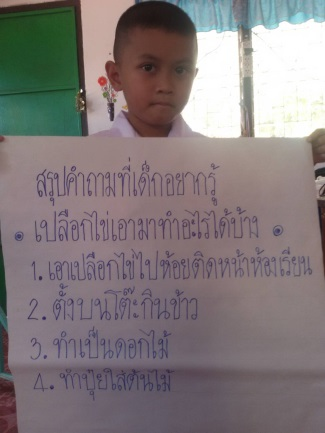 สรุปคำถามที่เด็กอยากรู้
เปลือกไข่เอามาทำอะไรได้บ้าง
1. เอาเปลือกไข่ไปห้อยติดหน้าห้องเรียน
2. ตั้งบนโต๊ะกินข้าว
3. ทำเป็นดอกไม้
4. ทำปุ๋ยใส่ต้นไม้